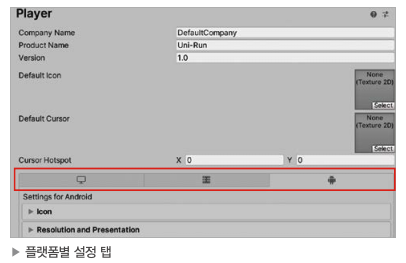 Player
Company Name DefaultCompany
Product Name Uni-Run
Version 1.0
Default Icon
None
(Texture 2D)
Select
Default Cursor
None
(Texture 2D)
Select
Cursor Hotspot X 0 Y 0
Settings for Android
▶ Icon
▶ Resolution and Presentation
▶ 플랫폼별 설정 탭